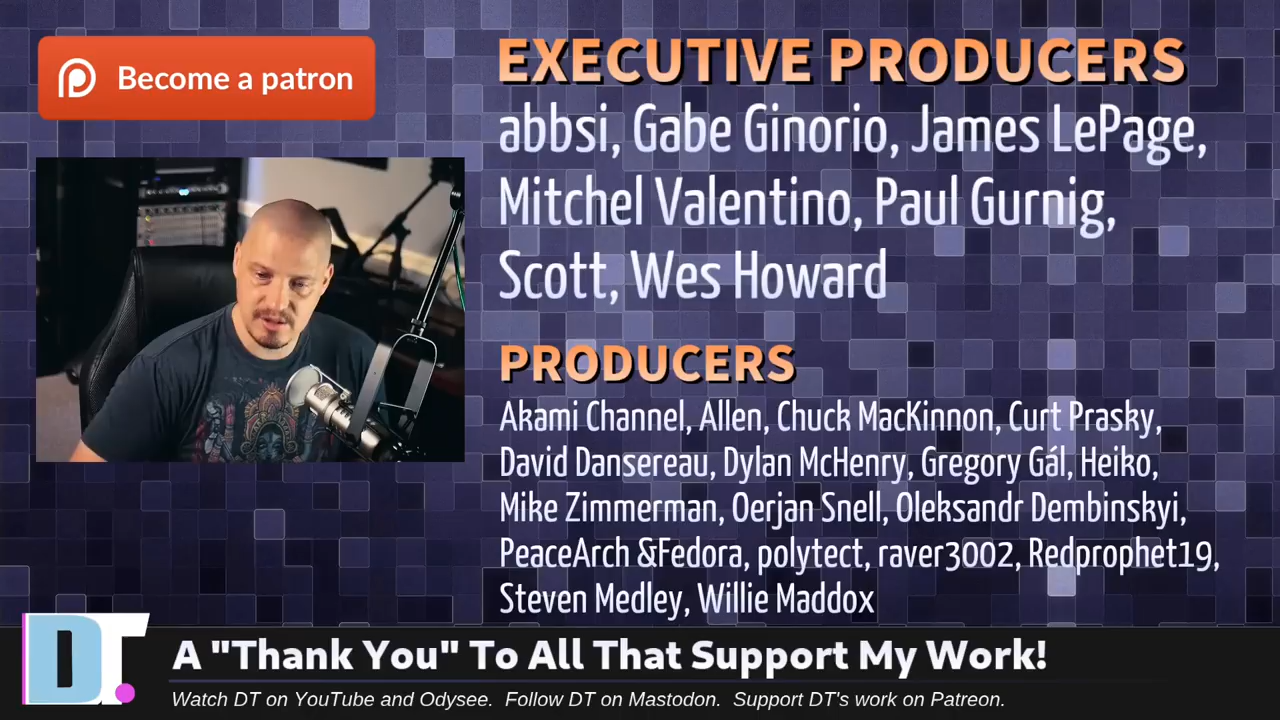 Become a patron
EXECUTIVE PRODUCERS
abbsi, Gabe Ginorio, James LePage,
Mitchel Valentino, Paul Gurnig,
Scott, Wes Howard
PRODUCERS
Akami Channel, Allen, Chuck MacKinnon, Curt Prasky,
David Dansereau, Dylan McHenry, Gregory Gál, Heiko,
Mike Zimmerman, Oerjan Snell, Oleksandr Dembinskyi,
PeaceArch &Fedora, polytect, raver3002, Redprophet19,
Steven Medley, Willie Maddox
DT
A "Thank You" To All That Support My Work!
Watch DT on YouTube and Odysee. Follow DT on Mastodon. Support DT's work on Patreon.